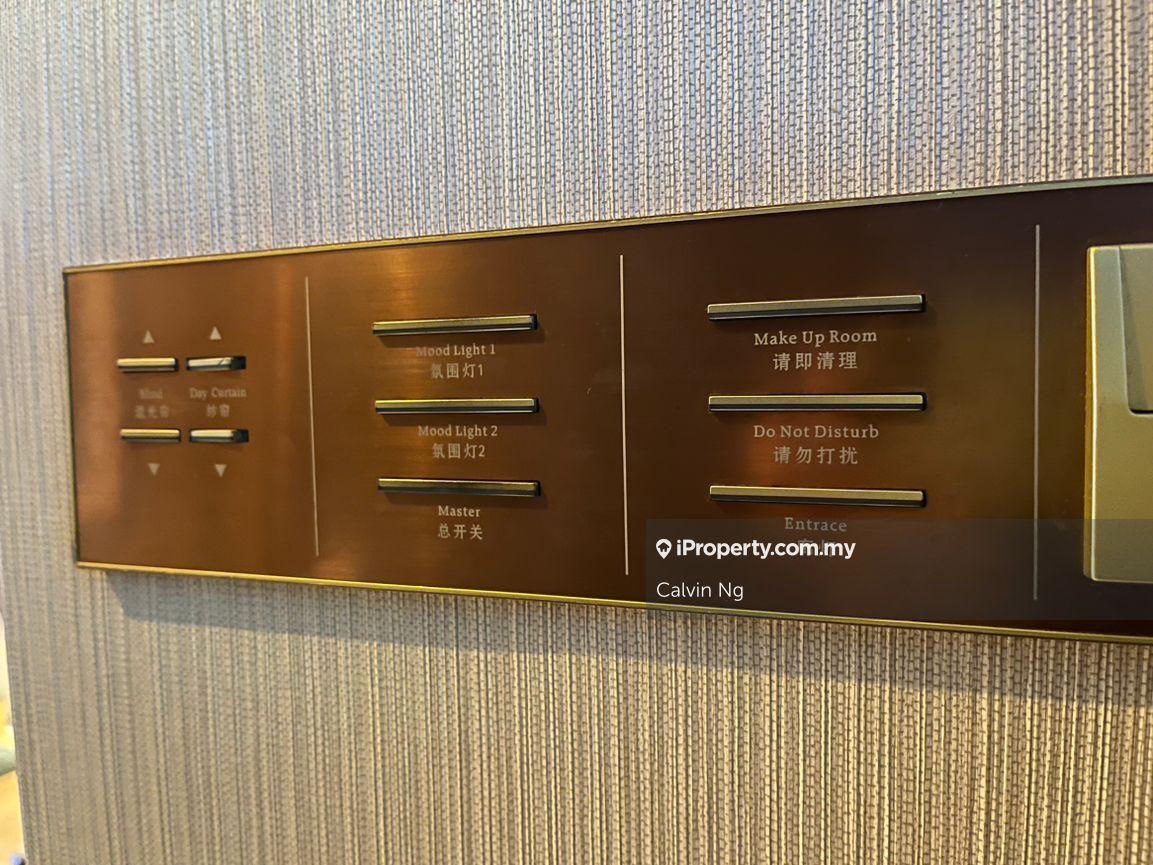 ▲ ▲
Blind
遮光帘
Day Curtain
纱帘
▼ ▼
Mood Light 1
氛围灯1
Mood Light 2
氛围灯2
Master
总开关
Make Up Room
请即清理
Do Not Disturb
请勿打扰
Entrace
iProperty.com.my
Calvin Ng